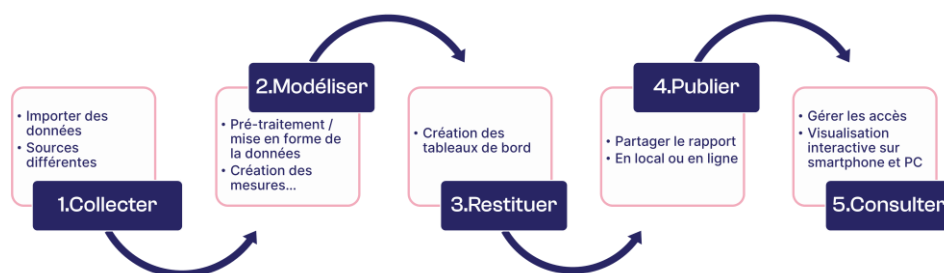 • Importer des
données
• Sources
différentes
1.Collecter
2.Modéliser
• Pré-traitement /
mise en forme de
la données
• Création des
mesures...
• Création des
tableaux de bord
3.Restituer
4.Publier
• Partager le rapport
• En local ou en ligne
• Gérer les accès
• Visualisation
interactive sur
smartphone et PC
5.Consulter